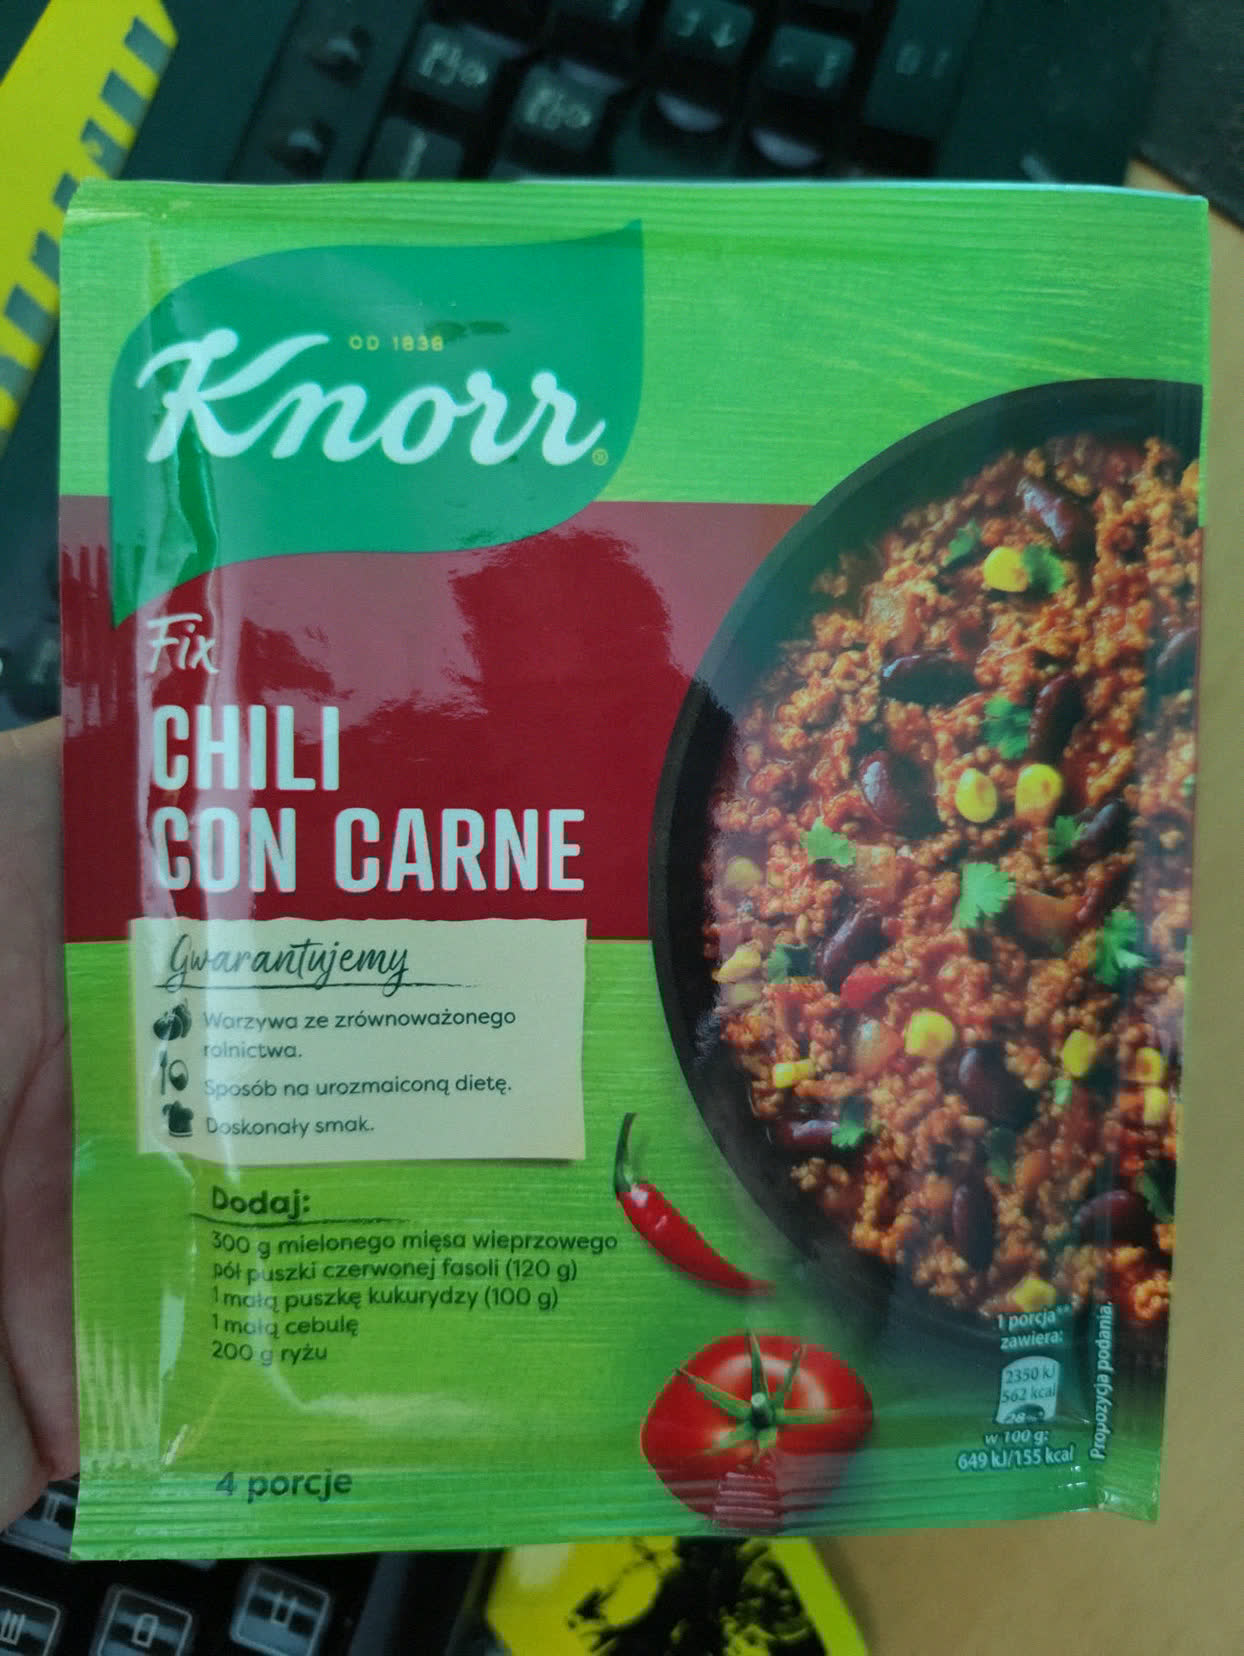 OD 1838
Knorr®
Fix
CHILI
CON CARNE
Gwarantujemy
Warzywa ze zrównoważonego
rolnictwa.
Sposób na urozmaiconą dietę.
Doskonały smak.
Dodaj:
300 g mielonego mięsa wieprzowego
pół puszki czerwonej fasoli (120 g)
1 małą puszkę kukurydzy (100 g)
1 małą cebulę
200 g ryżu
4 porcje
1 porcja**
zawiera:
2350 kJ
562 kcal
w 100 g:
649 kJ/155 kcal
Propozycja podania.